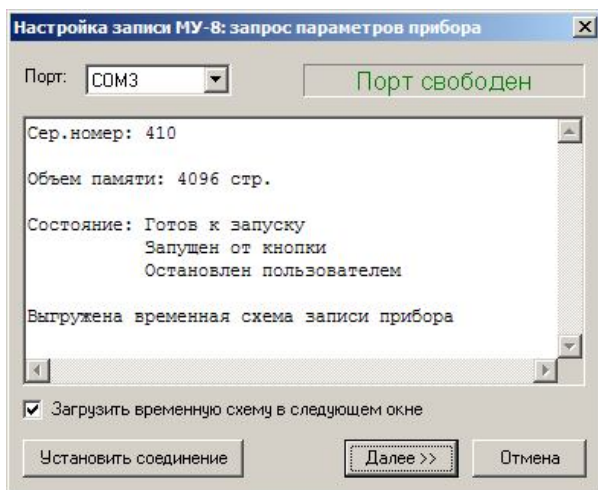 Настройка записи МУ-8: запрос параметров прибора
Порт: COM3 Порт свободен
Сер.номер: 410
Объем памяти: 4096 стр.
Состояние: Готов к запуску
Запущен от кнопки
Остановлен пользователем
Выгружена временная схема записи прибора
Загрузить временную схему в следующем окне
Установить соединение Далее >> Отмена